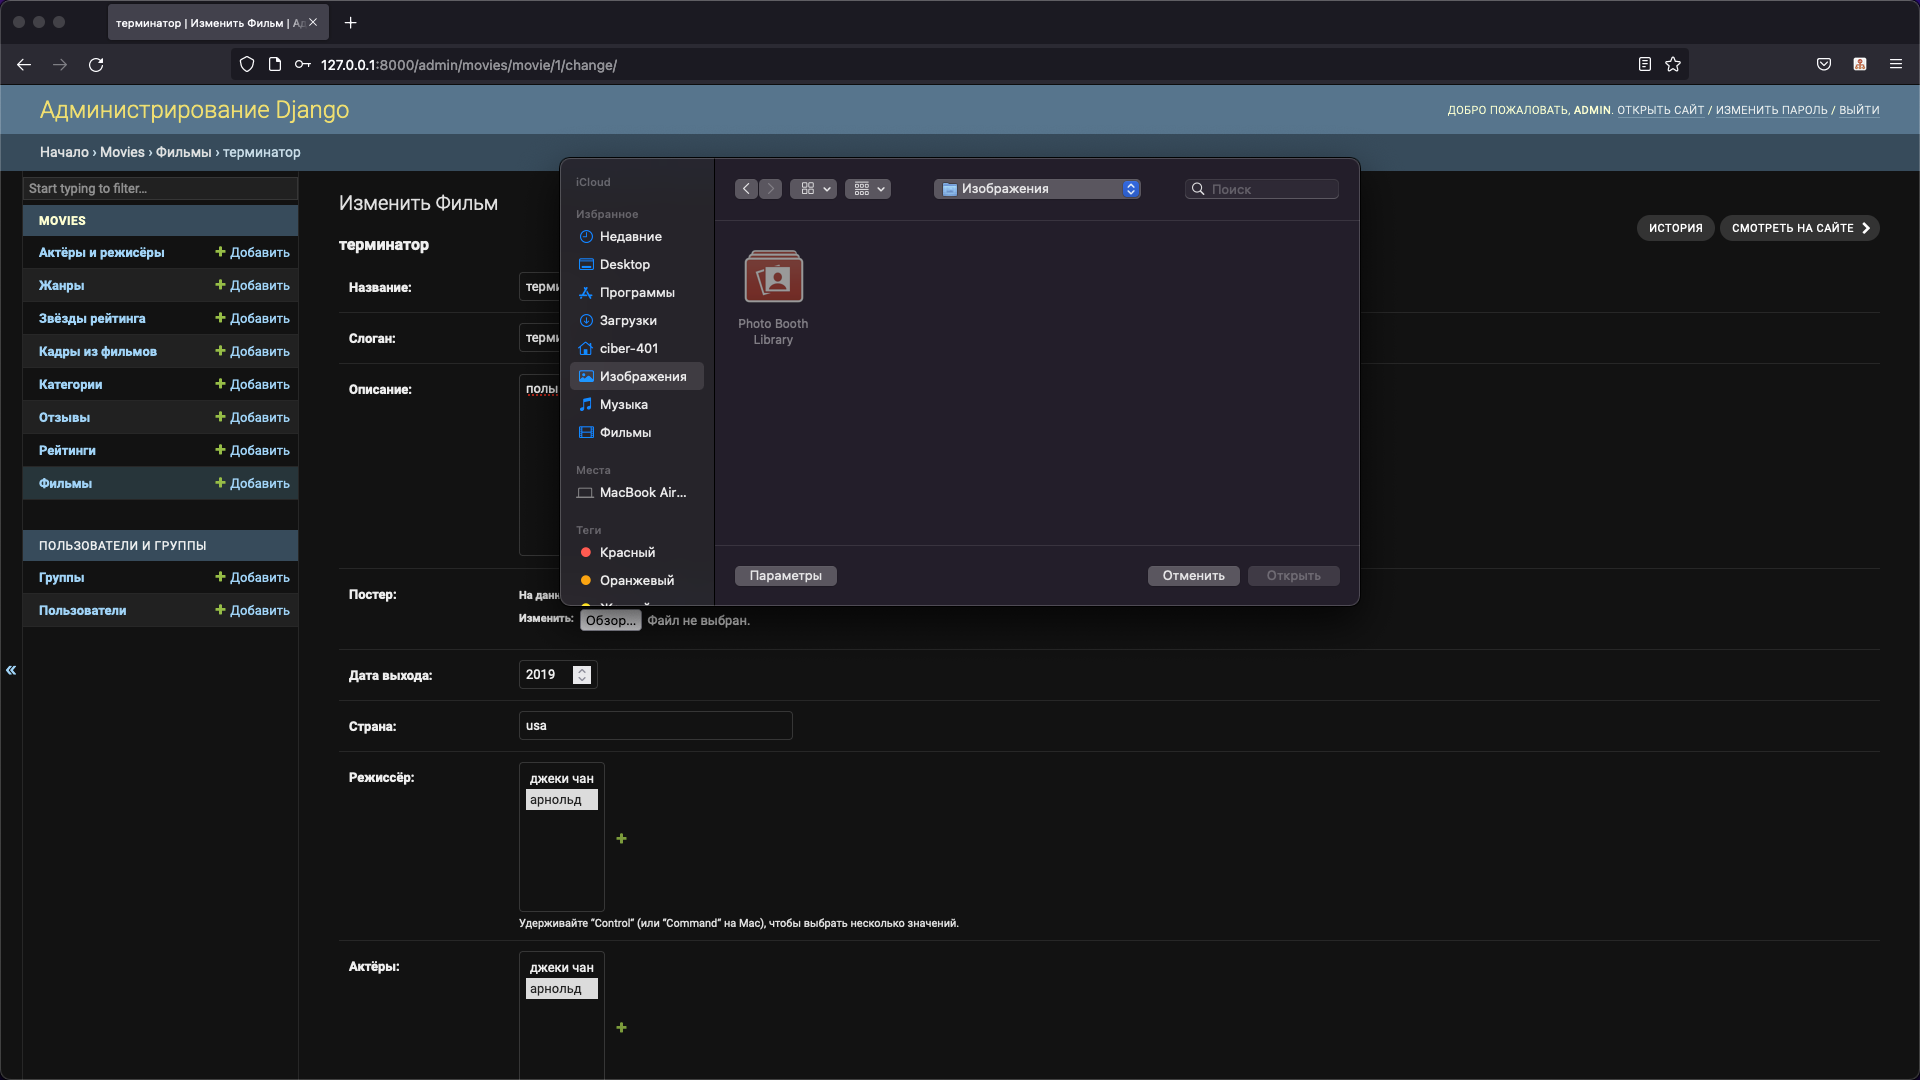 терминатор | Изменить Фильм | Ад
127.0.0.1:8000/admin/movies/movie/1/change/
Администрирование Django
ДОБРО ПОЖАЛОВАТЬ, ADMIN. ОТКРЫТЬ САЙТ / ИЗМЕНИТЬ ПАРОЛЬ / ВЫЙТИ
Начало › Movies › Фильмы › терминатор
Start typing to filter...
MOVIES
Актёры и режисёры Добавить
Жанры Добавить
Звёзды рейтинга Добавить
Кадры из фильмов Добавить
Категории Добавить
Отзывы Добавить
Рейтинги Добавить
Фильмы Добавить
ПОЛЬЗОВАТЕЛИ И ГРУППЫ
Группы Добавить
Пользователи Добавить
«
Изменить Фильм
ИСТОРИЯ
СМОТРЕТЬ НА САЙТЕ
терминатор
Название: терми
Слоган: терми
Описание: полы
Постер: На данн
Изменить: Обзор... Файл не выбран.
Дата выхода: 2019
Страна: usa
Режиссёр: джеки чан
арнольд
Удерживайте “Control” (или “Command” на Mac), чтобы выбрать несколько значений.
Актёры: джеки чан
арнольд
iCloud
Избранное
Недавние
Desktop
Программы
Загрузки
ciber-401
Изображения
Музыка
Фильмы
Места
MacBook Air...
Теги
Красный
Оранжевый
Изображения
Поиск
Photo Booth
Library
Параметры
Отменить
Открыть